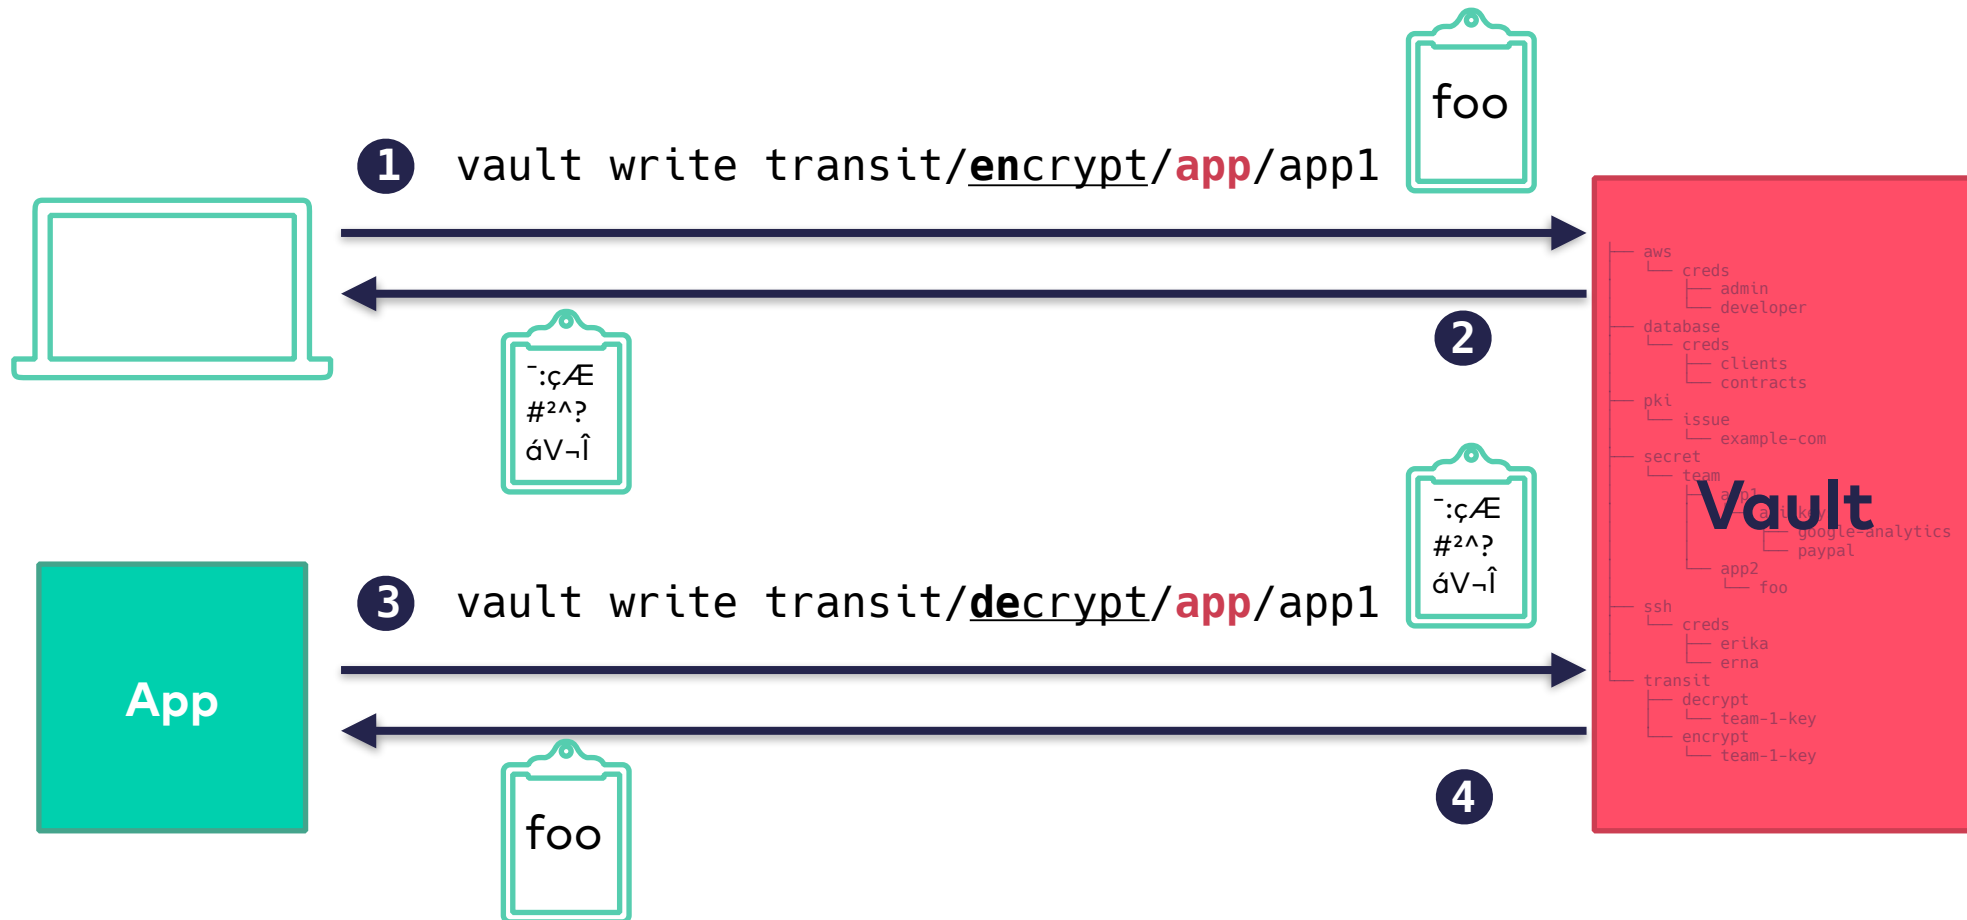 foo
1 vault write transit/encrypt/app/app1
2
¯:çÆ
#²^?
áV¬Î
¯:çÆ
#²^?
áV¬Î
3 vault write transit/decrypt/app/app1
App
4
foo
Vault
├── aws
│   └── creds
│       ├── admin
│       └── developer
├── database
│   └── creds
│       ├── clients
│       └── contracts
├── pki
│   └── issue
│       └── example-com
├── secret
│   └── team
│       ├── app1
│       │   └── api-key
│       │       ├── google-analytics
│       │       └── paypal
│       └── app2
│           └── foo
├── ssh
│   └── creds
│       ├── erika
│       └── erna
└── transit
    ├── decrypt
    │   └── team-1-key
    └── encrypt
        └── team-1-key